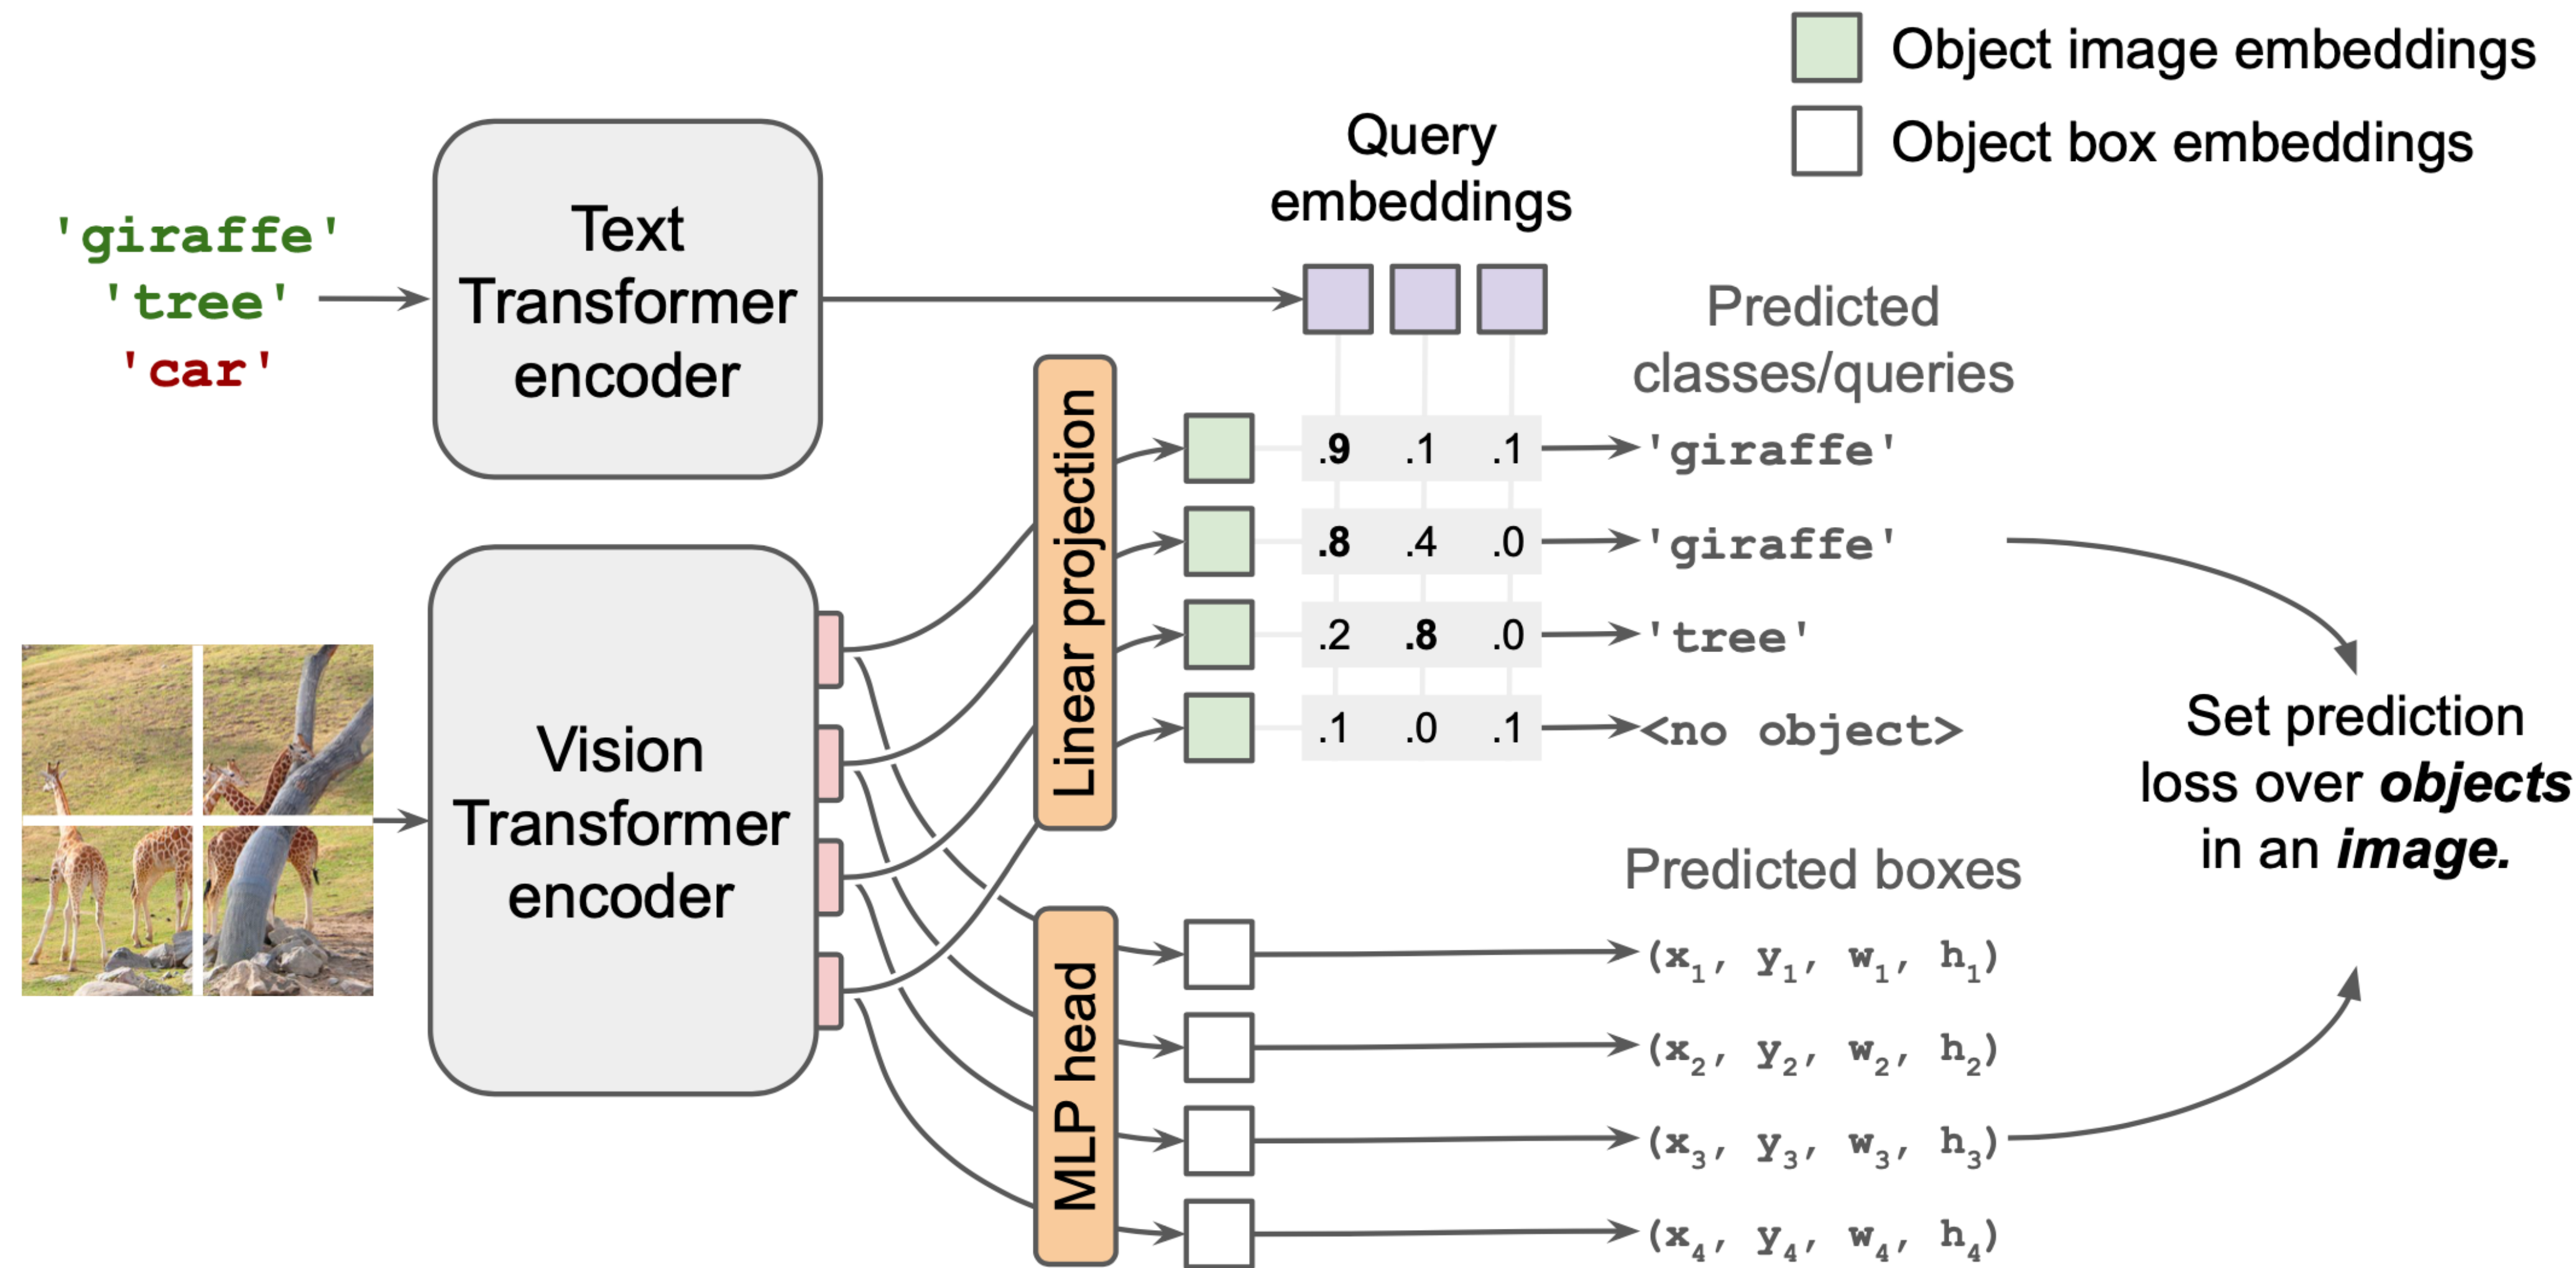 Object image embeddings
Object box embeddings
Query
embeddings
'giraffe'
'tree'
'car'
Text
Transformer
encoder
Predicted
classes/queries
Linear projection
.9 .1 .1
'giraffe'
.8 .4 .0
'giraffe'
.2 .8 .0
'tree'
.1 .0 .1
<no object>
Vision
Transformer
encoder
Set prediction
loss over objects
in an image.
MLP head
Predicted boxes
(x1, y1, w1, h1)
(x2, y2, w2, h2)
(x3, y3, w3, h3)
(x4, y4, w4, h4)